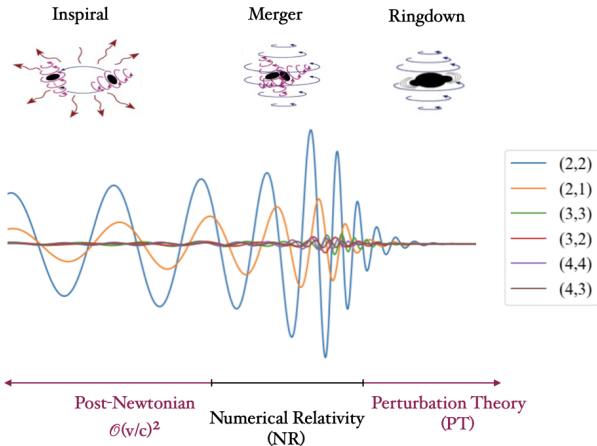 Inspiral
Merger
Ringdown
(2,2)
(2,1)
(3,3)
(3,2)
(4,4)
(4,3)
Post-Newtonian
𝒪(v/c)²
Numerical Relativity
(NR)
Perturbation Theory
(PT)